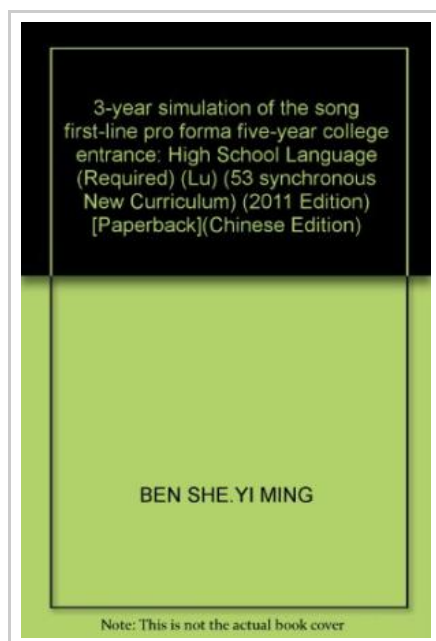 3-year simulation of the song
first-line pro forma five-year college
entrance: High School Language
(Required) (Lu) (53 synchronous
New Curriculum) (2011 Edition)
[Paperback](Chinese Edition)
BEN SHE.YI MING
Note: This is not the actual book cover